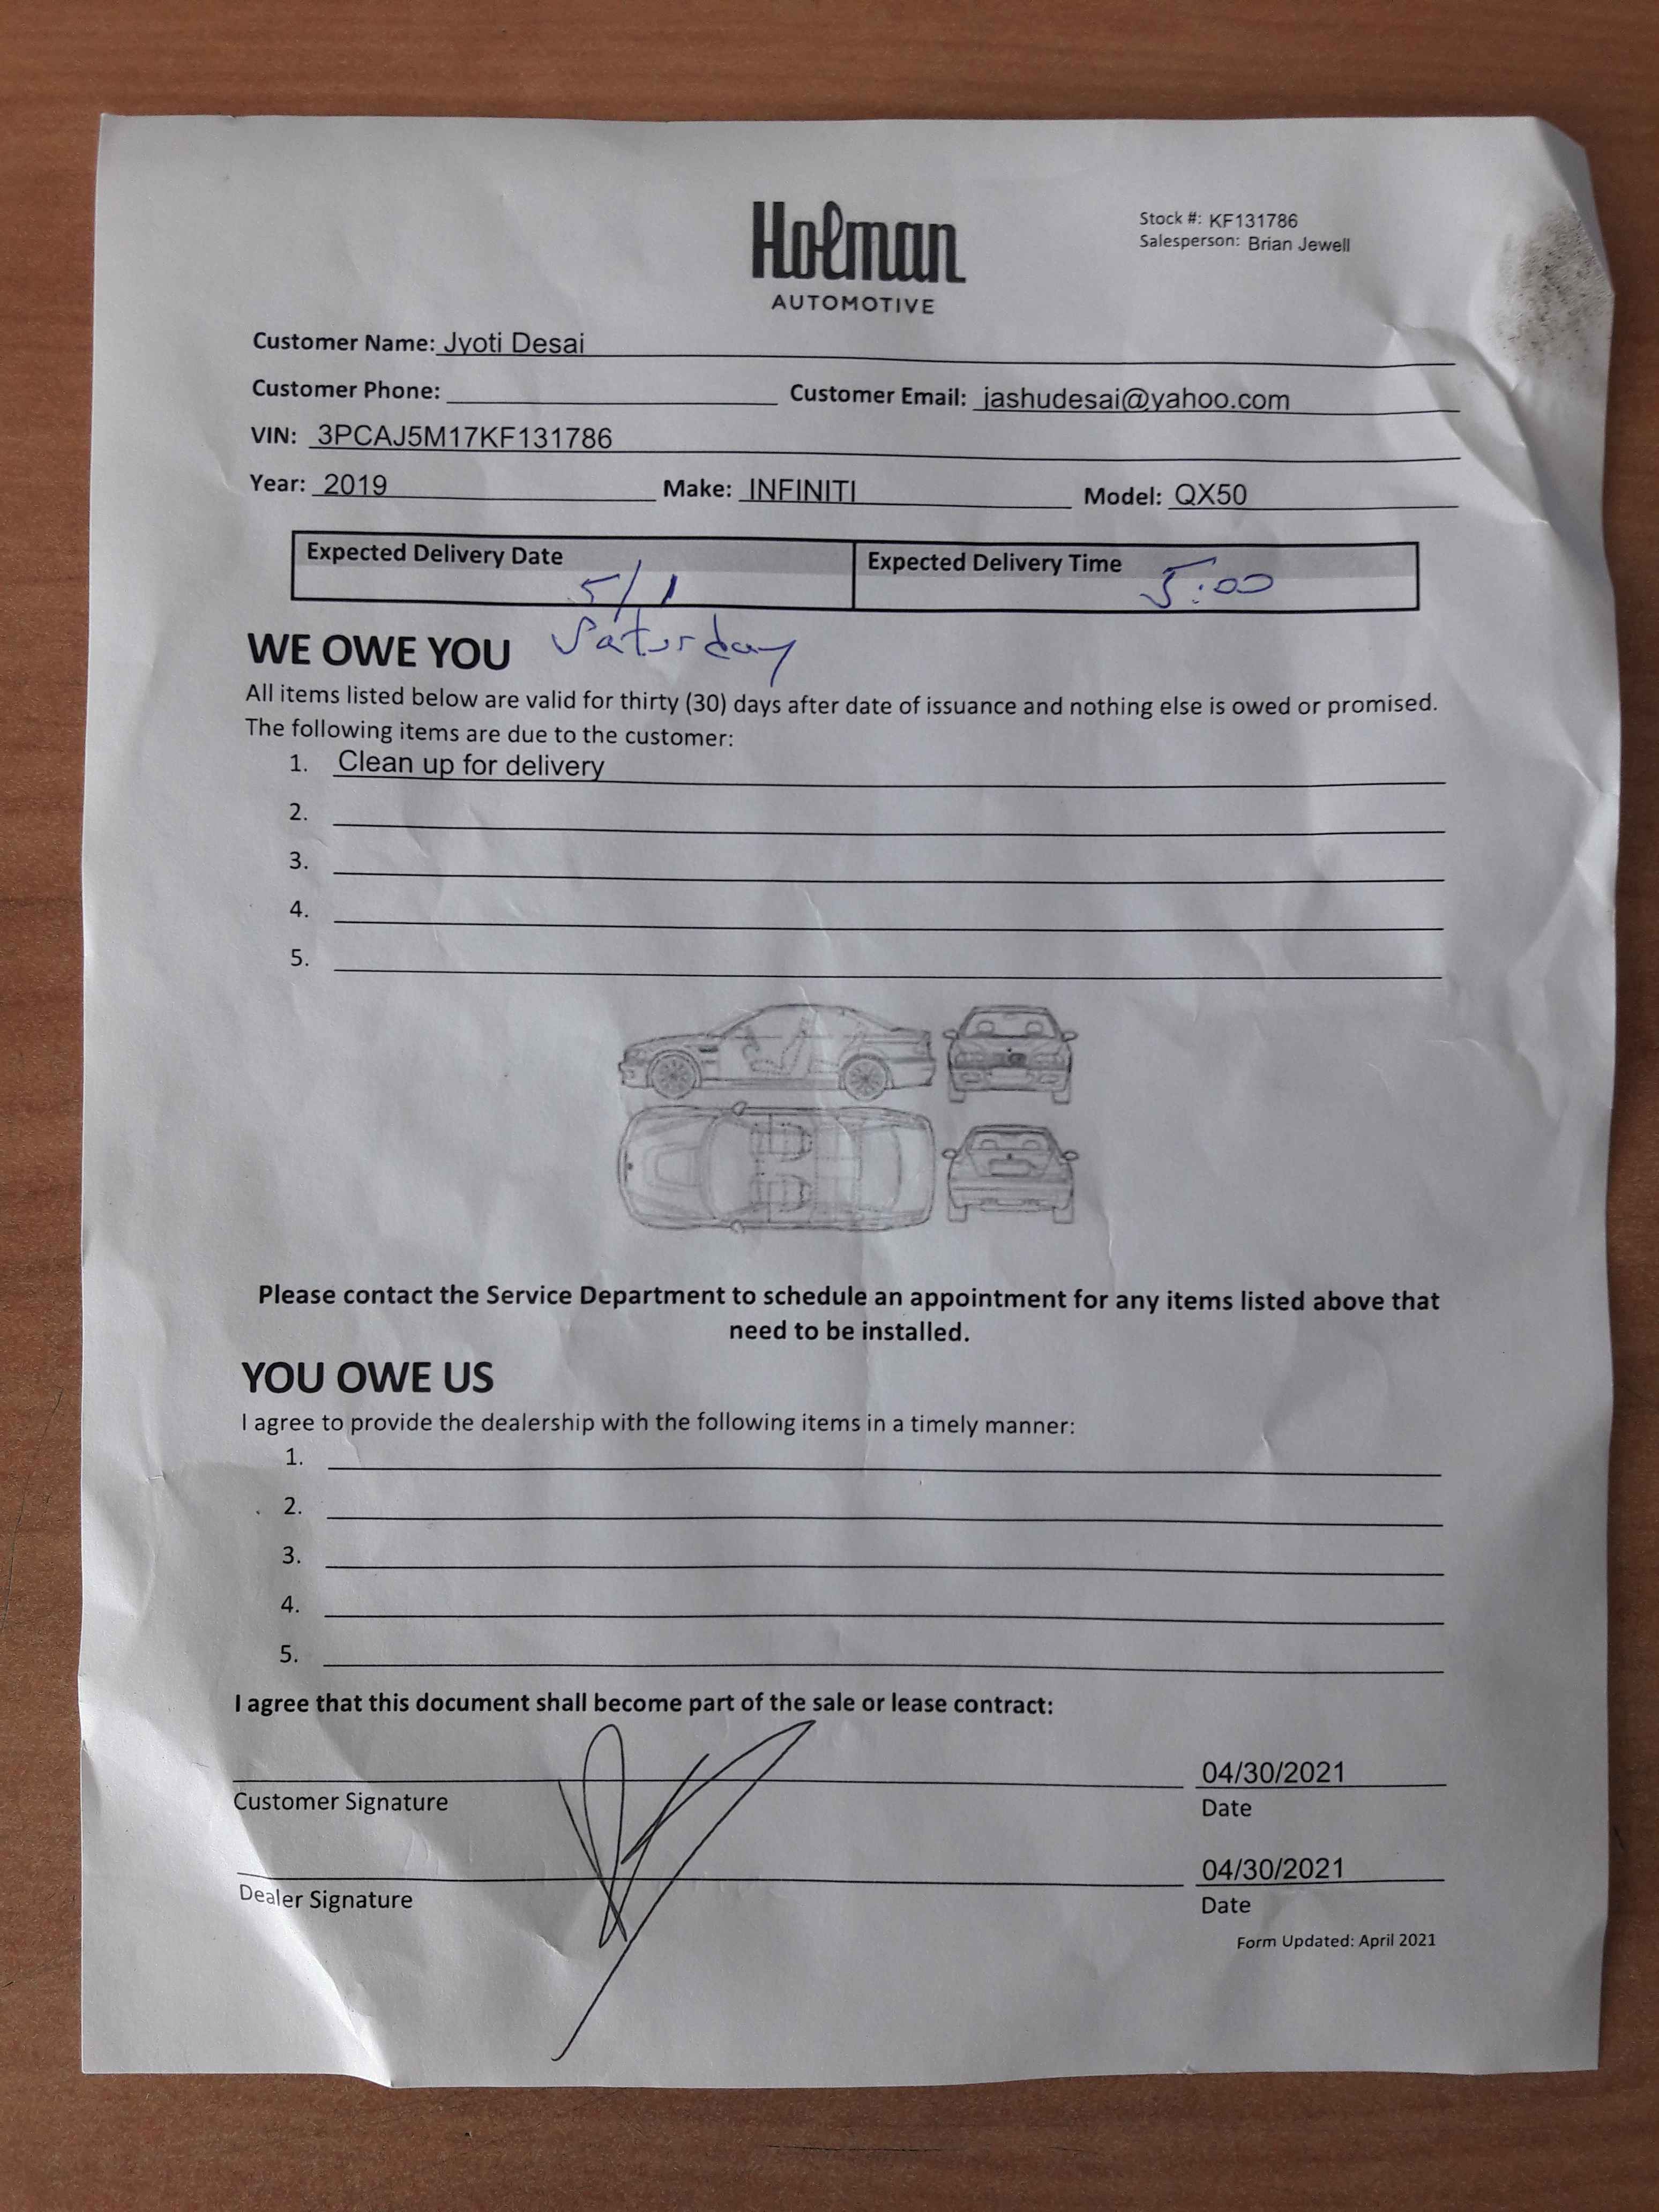 Holman
AUTOMOTIVE
Stock #: KF131786
Salesperson: Brian Jewell
Customer Name: Jyoti Desai
Customer Phone: Customer Email: jashudesai@yahoo.com
VIN: 3PCAJ5M17KF131786
Year: 2019 Make: INFINITI Model: QX50
Expected Delivery Date Expected Delivery Time
5/1 5:00
WE OWE YOU Saturday
All items listed below are valid for thirty (30) days after date of issuance and nothing else is owed or promised.
The following items are due to the customer:
1. Clean up for delivery
2.
3.
4.
5.
Please contact the Service Department to schedule an appointment for any items listed above that
need to be installed.
YOU OWE US
I agree to provide the dealership with the following items in a timely manner:
1.
2.
3.
4.
5.
I agree that this document shall become part of the sale or lease contract:
04/30/2021
Customer Signature Date
04/30/2021
Dealer Signature Date
Form Updated: April 2021